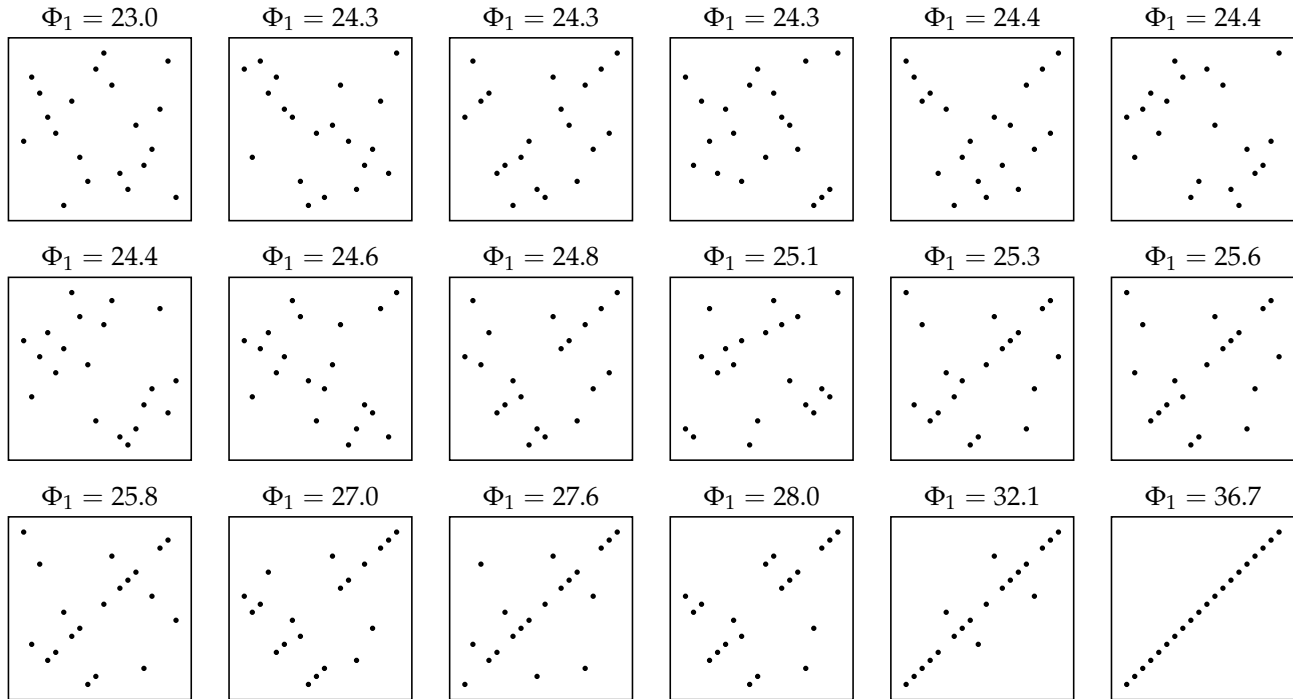 Φ₁ = 23.0 Φ₁ = 24.3 Φ₁ = 24.3 Φ₁ = 24.3 Φ₁ = 24.4 Φ₁ = 24.4
Φ₁ = 24.4 Φ₁ = 24.6 Φ₁ = 24.8 Φ₁ = 25.1 Φ₁ = 25.3 Φ₁ = 25.6
Φ₁ = 25.8 Φ₁ = 27.0 Φ₁ = 27.6 Φ₁ = 28.0 Φ₁ = 32.1 Φ₁ = 36.7